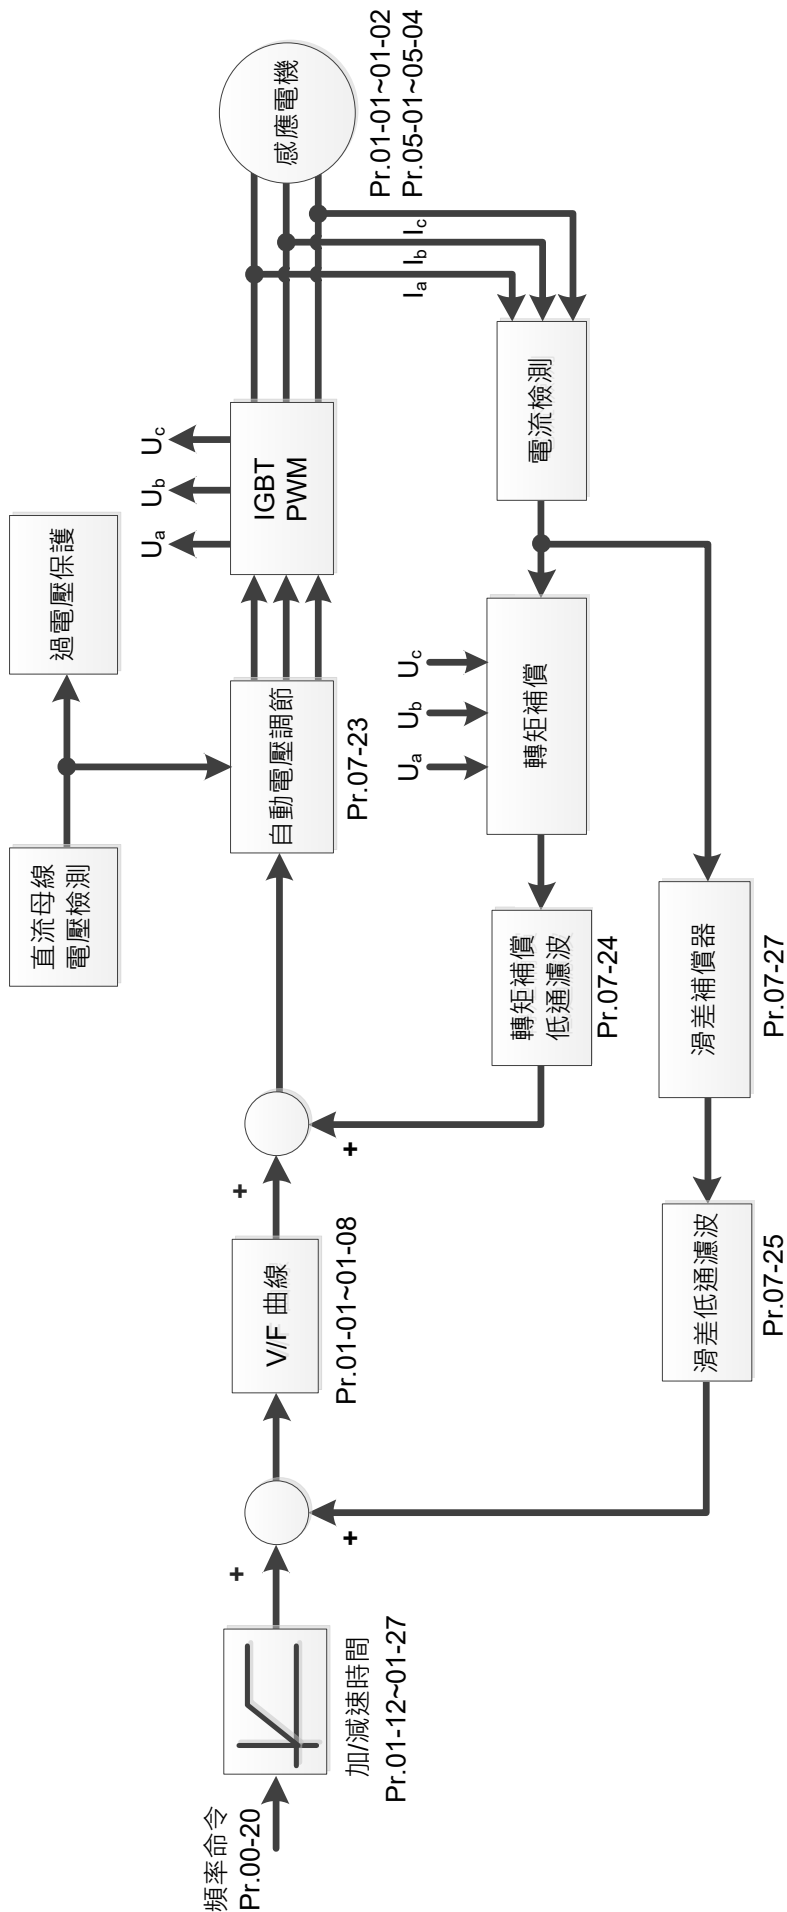 頻率命令
Pr.00-20
加/減速時間
Pr.01-12~01-27
+
+
V/F 曲線
Pr.01-01~01-08
+
+
直流母線
電壓檢測
過電壓保護
自動電壓調節
Pr.07-23
Ua
Ub
Uc
IGBT
PWM
感應電機
Pr.01-01~01-02
Pr.05-01~05-04
Ia
Ib
Ic
電流檢測
Ua
Ub
Uc
轉矩補償
轉矩補償
低通濾波
Pr.07-24
滑差補償器
Pr.07-27
滑差低通濾波
Pr.07-25